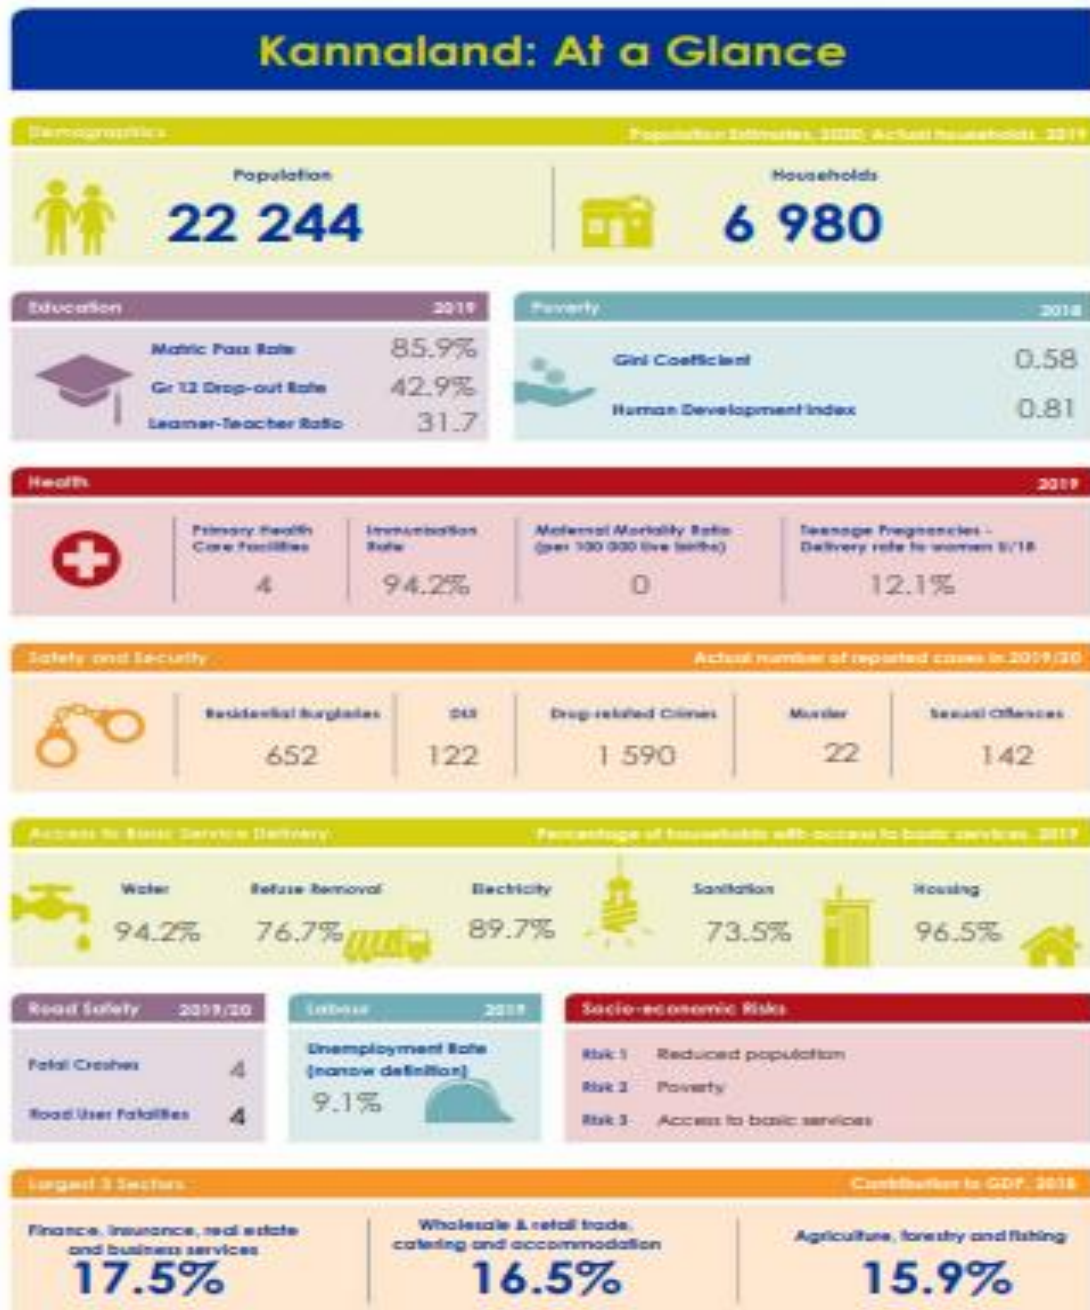 Kannaland: At a Glance
Demographics Population Estimates, 2020; Actual households, 2019
Population
22 244
Households
6 980
Education 2019
Matric Pass Rate 85.9%
Gr 12 Drop-out Rate 42.9%
Learner-Teacher Ratio 31.7
Poverty 2018
Gini Coefficient 0.58
Human Development Index 0.81
Health 2019
Primary Health
Care Facilities
4
Immunisation
Rate
94.2%
Maternal Mortality Ratio
(per 100 000 live births)
0
Teenage Pregnancies -
Delivery rate to women U/18
12.1%
Safety and Security Actual number of reported cases in 2019/20
Residential Burglaries
652
DUI
122
Drug-related Crimes
1 590
Murder
22
Sexual Offences
142
Access to Basic Service Delivery Percentage of households with access to basic services, 2019
Water
94.2%
Refuse Removal
76.7%
Electricity
89.7%
Sanitation
73.5%
Housing
96.5%
Road Safety 2019/20
Fatal Crashes 4
Road User Fatalities 4
Labour 2019
Unemployment Rate
(narrow definition)
9.1%
Socio-economic Risks
Risk 1 Reduced population
Risk 2 Poverty
Risk 3 Access to basic services
Largest 3 Sectors Contribution to GDP, 2018
Finance, insurance, real estate
and business services
17.5%
Wholesale & retail trade,
catering and accommodation
16.5%
Agriculture, forestry and fishing
15.9%